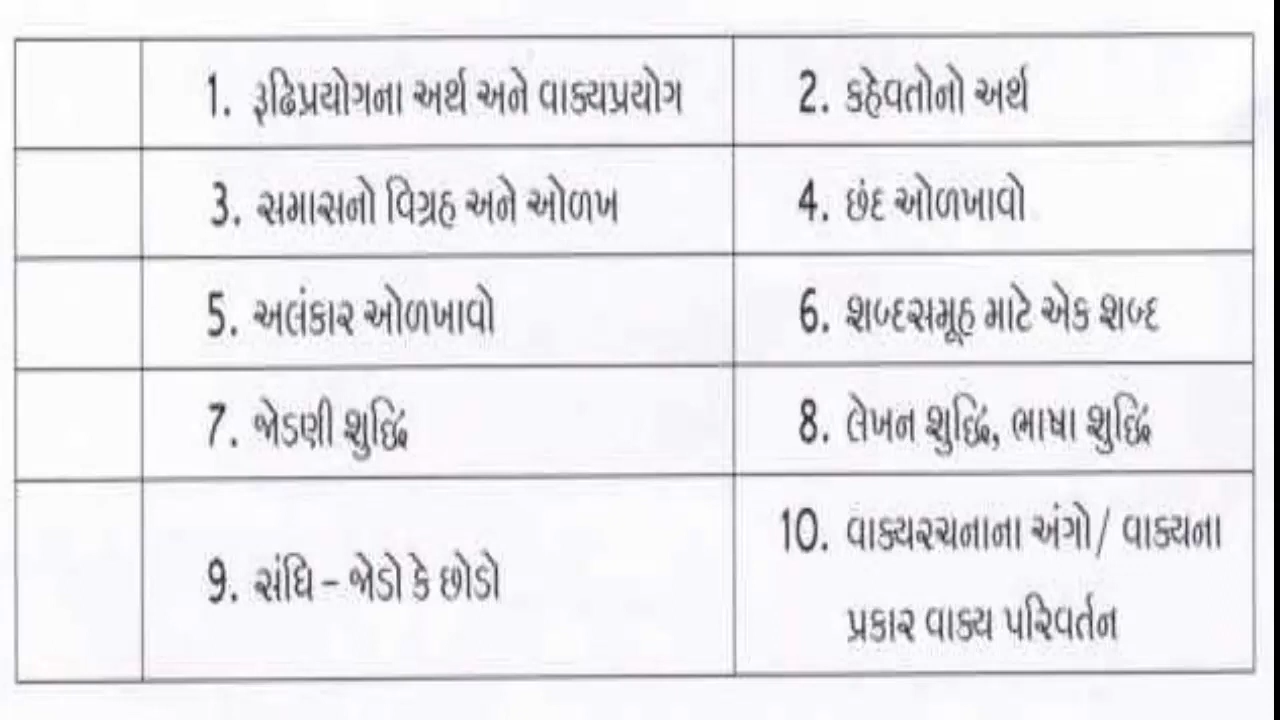 1. રૂઢિપ્રયોગના અર્થ અને વાક્યપ્રયોગ
2. કહેવતોનો અર્થ
3. સમાસનો વિગ્રહ અને ઓળખ
4. છંદ ઓળખાવો
5. અલંકાર ઓળખાવો
6. શબ્દસમૂહ માટે એક શબ્દ
7. જોડણી શુદ્ધિ
8. લેખન શુદ્ધિ, ભાષા શુદ્ધિ
9. સંધિ – જોડો કે છોડો
10. વાક્યરચનાના અંગો/ વાક્યના
પ્રકાર વાક્ય પરિવર્તન